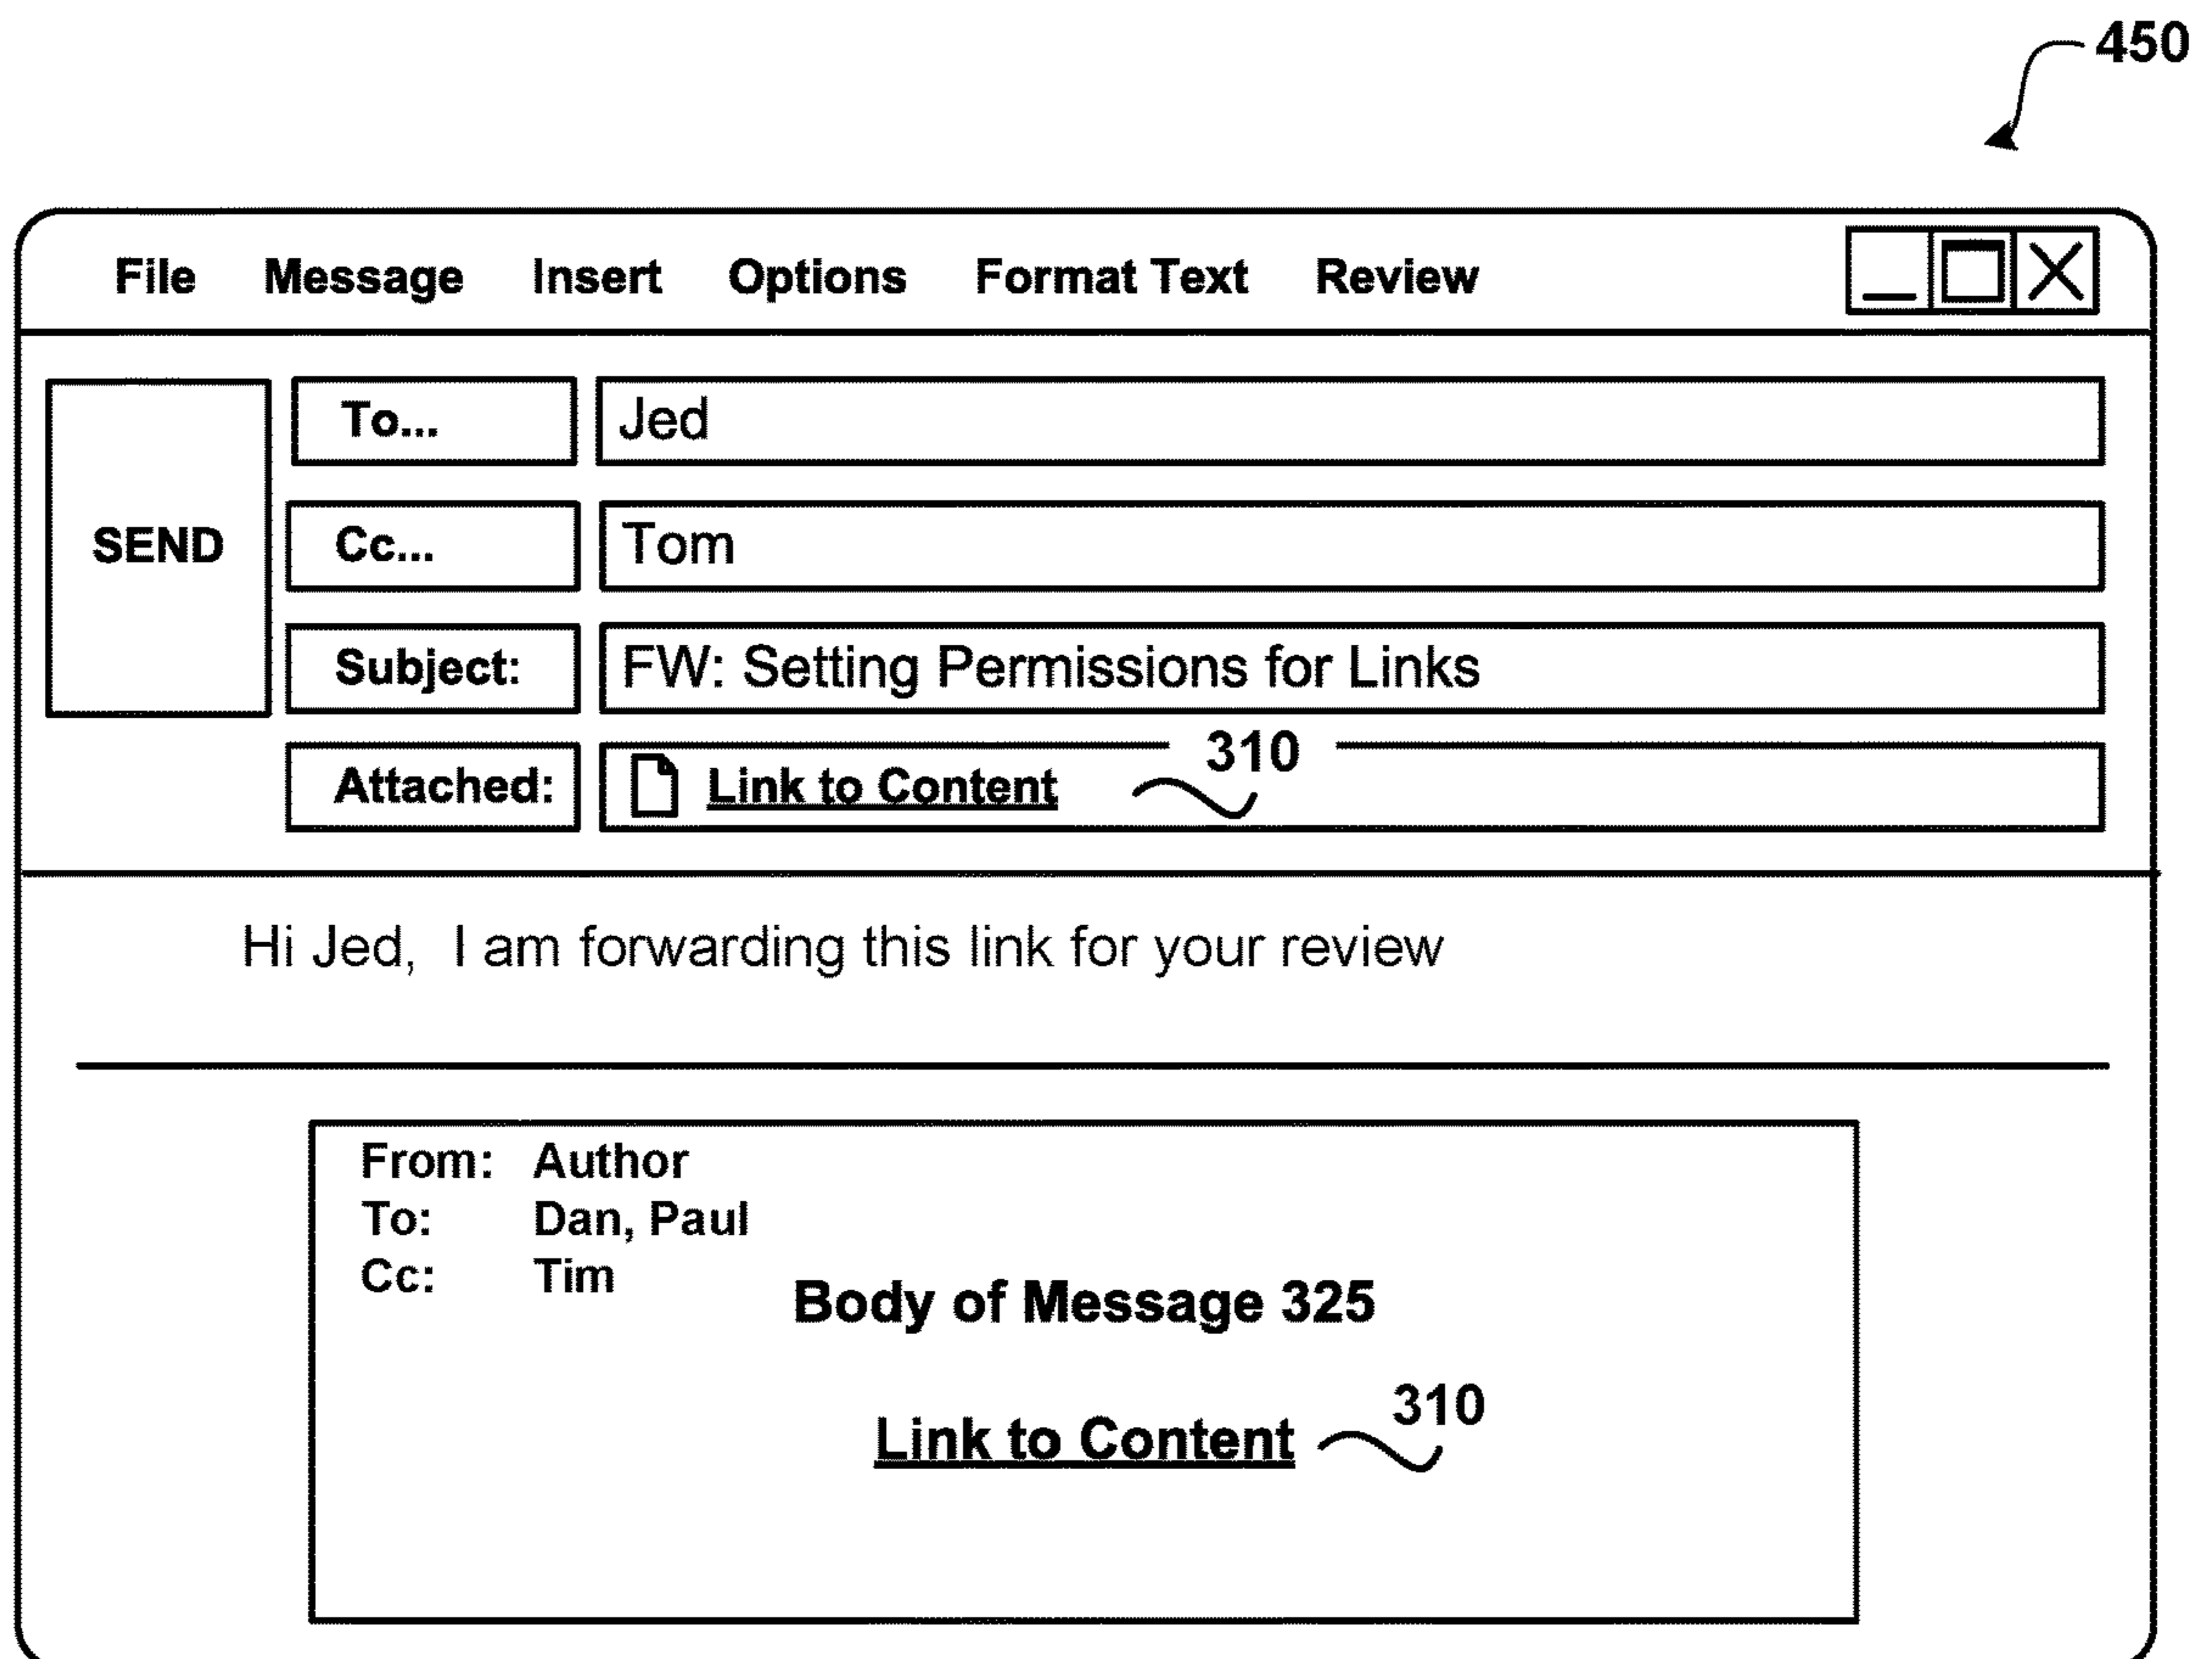 450
File Message Insert Options Format Text Review
To... Jed
SEND Cc... Tom
Subject: FW: Setting Permissions for Links
Attached: Link to Content 310
Hi Jed, I am forwarding this link for your review
From: Author
To: Dan, Paul
Cc: Tim
Body of Message 325
Link to Content 310